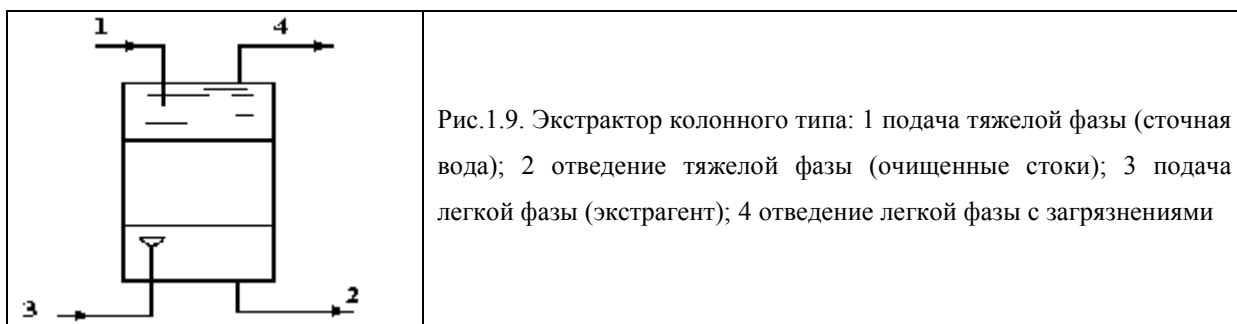 1
4
3
2
Рис.1.9. Экстрактор колонного типа: 1 подача тяжелой фазы (сточная
вода); 2 отведение тяжелой фазы (очищенные стоки); 3 подача
легкой фазы (экстрагент); 4 отведение легкой фазы с загрязнениями